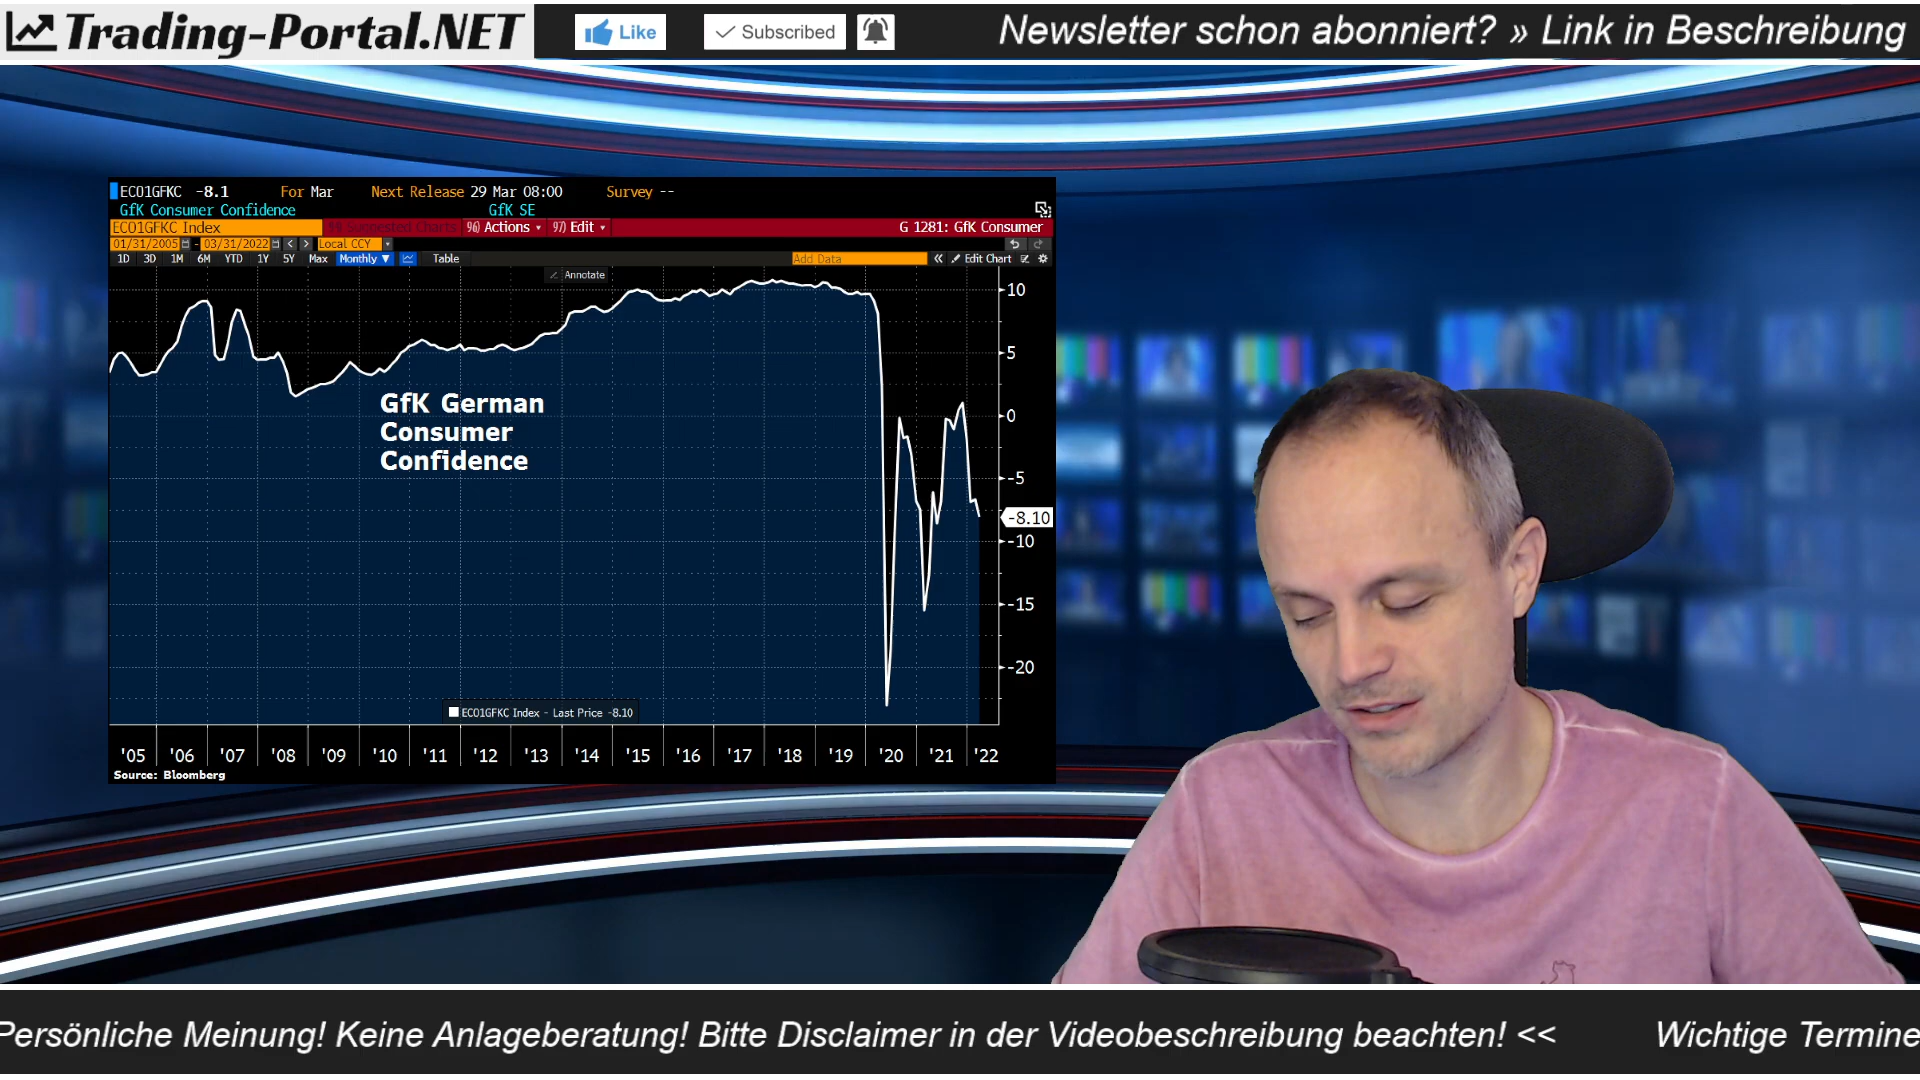 Trading-Portal.NET
Like
Subscribed
Newsletter schon abonniert? » Link in Beschreibung
ECO1GFKC -8.1 For Mar Next Release 29 Mar 08:00 Survey --
GfK Consumer Confidence GfK SE
ECO1GFKC Index 99) Suggested Charts 96) Actions 97) Edit G 1281: GfK Consumer
01/31/2005 - 03/31/2022 Local CCY
1D 3D 1M 6M YTD 1Y 5Y Max Monthly ▼ Table Add Data « Edit Chart
Annotate
10
5
0
-5
-8.10
-10
-15
-20
GfK German
Consumer
Confidence
ECO1GFKC Index - Last Price -8.10
'05 '06 '07 '08 '09 '10 '11 '12 '13 '14 '15 '16 '17 '18 '19 '20 '21 '22
Source: Bloomberg
Persönliche Meinung! Keine Anlageberatung! Bitte Disclaimer in der Videobeschreibung beachten! << Wichtige Termine